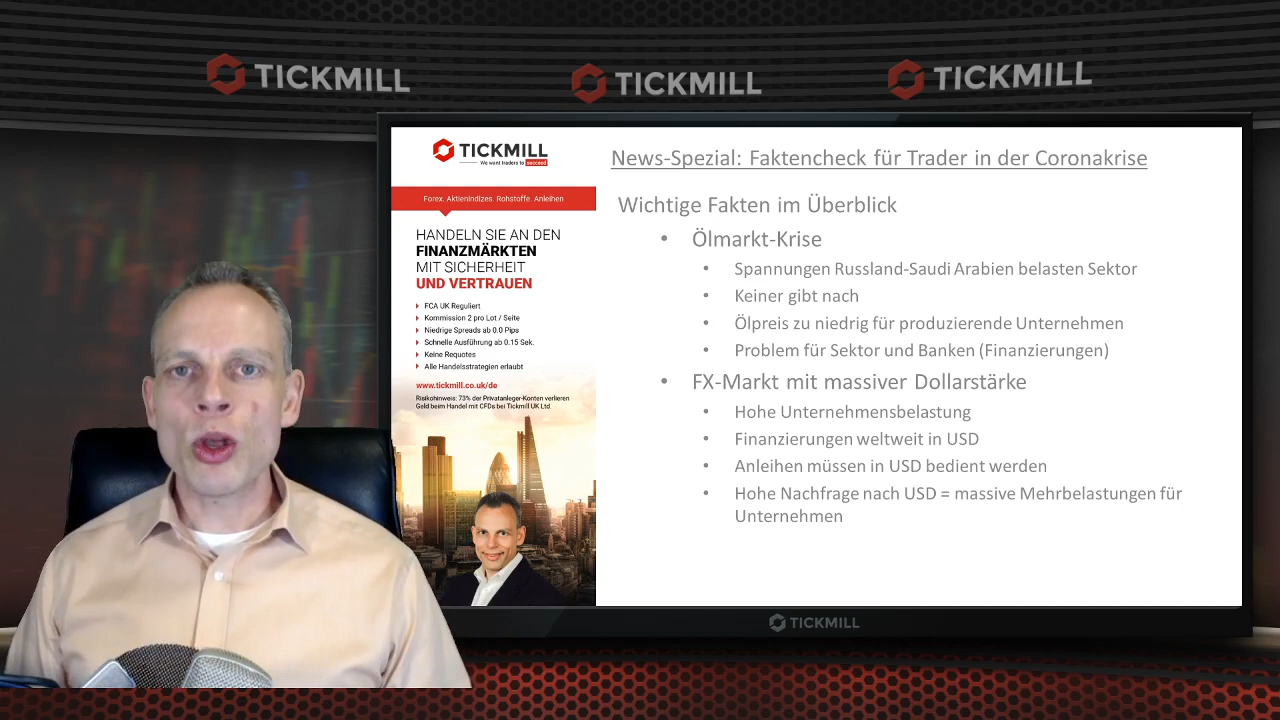 TICKMILL
TICKMILL
TICKMILL
TICKMILL
We want traders to succeed
Forex. Aktienindizes. Rohstoffe. Anleihen
HANDELN SIE AN DEN
FINANZMÄRKTEN
MIT SICHERHEIT
UND VERTRAUEN
FCA UK Reguliert
Kommission 2 pro Lot / Seite
Niedrige Spreads ab 0.0 Pips
Schnelle Ausführung ab 0.15 Sek.
Keine Requotes
Alle Handelsstrategien erlaubt
www.tickmill.co.uk/de
Risikohinweis: 73% der Privatanleger-Konten verlieren
Geld beim Handel mit CFDs bei Tickmill UK Ltd
News-Spezial: Faktencheck für Trader in der Coronakrise
Wichtige Fakten im Überblick
• Ölmarkt-Krise
• Spannungen Russland-Saudi Arabien belasten Sektor
• Keiner gibt nach
• Ölpreis zu niedrig für produzierende Unternehmen
• Problem für Sektor und Banken (Finanzierungen)
• FX-Markt mit massiver Dollarstärke
• Hohe Unternehmensbelastung
• Finanzierungen weltweit in USD
• Anleihen müssen in USD bedient werden
• Hohe Nachfrage nach USD = massive Mehrbelastungen für
Unternehmen
TICKMILL